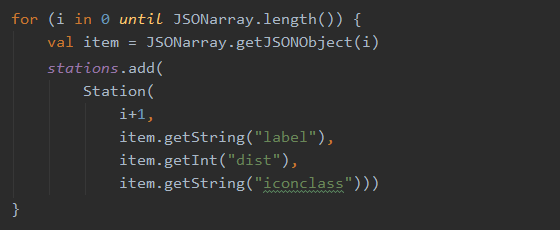 for (i in 0 until JSONarray.length()) {
    val item = JSONarray.getJSONObject(i)
    stations.add(
        Station(
            i+1,
            item.getString("label"),
            item.getInt("dist"),
            item.getString("iconclass")))
}